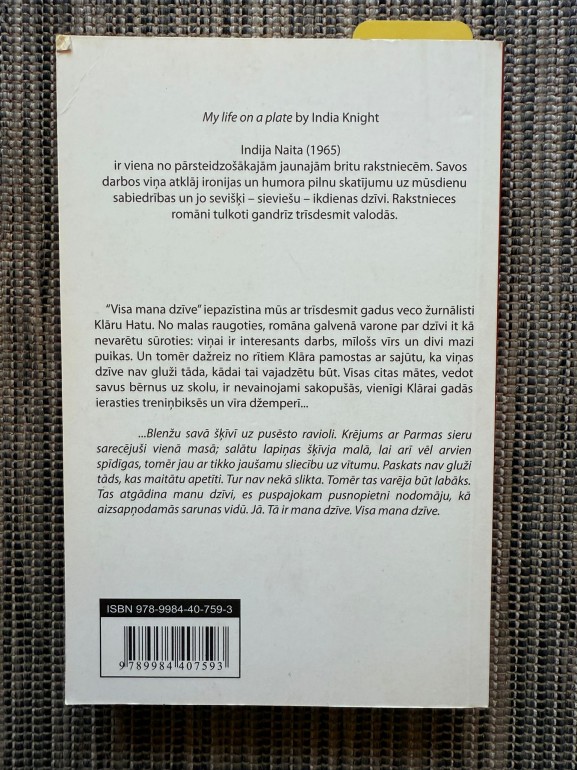 My life on a plate by India Knight
Indija Naita (1965)
ir viena no pārsteidzošākajām jaunajām britu rakstniecēm. Savos
darbos viņa atklāj ironijas un humora pilnu skatījumu uz mūsdienu
sabiedrības un jo sevišķi – sieviešu – ikdienas dzīvi. Rakstnieces
romāni tulkoti gandrīz trīsdesmit valodās.
“Visa mana dzīve” iepazīstina mūs ar trīsdesmit gadus veco žurnālisti
Klāru Hatu. No malas raugoties, romāna galvenā varone par dzīvi it kā
nevarētu sūroties: viņai ir interesants darbs, mīlošs vīrs un divi mazi
puikas. Un tomēr dažreiz no rītiem Klāra pamostas ar sajūtu, ka viņas
dzīve nav gluži tāda, kādai tai vajadzētu būt. Visas citas mātes, vedot
savus bērnus uz skolu, ir nevainojami sakopušās, vienīgi Klārai gadās
ierasties treniņbiksēs un vīra džemperī...
...Blenžu savā šķīvī uz pusēsto ravioli. Krējums ar Parmas sieru
sarecējuši vienā masā; salātu lapiņas šķīvja malā, lai arī vēl arvien
spīdīgas, tomēr jau ar tikko jaušamu sliecību uz vītumu. Paskats nav gluži
tāds, kas maitātu apetīti. Tur nav nekā slikta. Tomēr tas varēja būt labāks.
Tas atgādina manu dzīvi, es puspajokam pusnopietni nodomāju, kā
aizsapņodamās sarunas vidū. Jā. Tā ir mana dzīve. Visa mana dzīve.
ISBN 978-9984-40-759-3
9 789984 407593